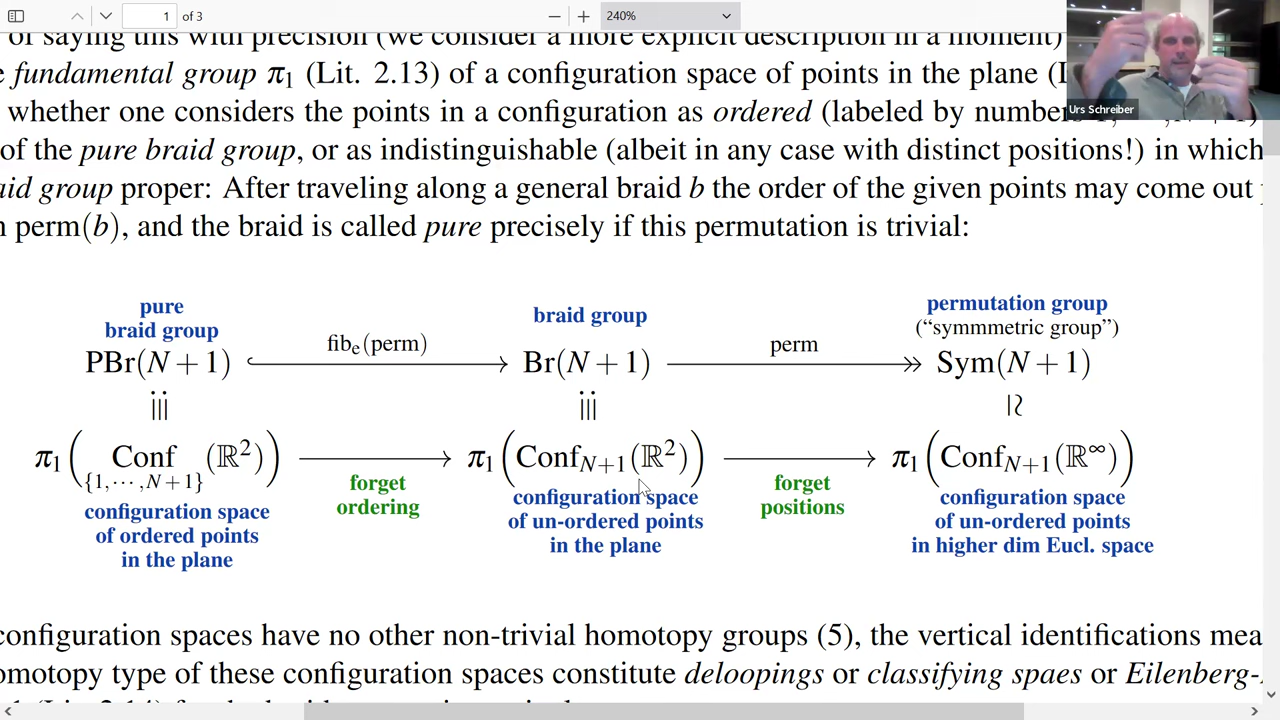 1 of 3
240%
of saying this with precision (we consider a more explicit description in a moment)
fundamental group π₁ (Lit. 2.13) of a configuration space of points in the plane
whether one considers the points in a configuration as ordered (labeled by
Urs Schreiber
of the pure braid group, or as indistinguishable (albeit in any case with distinct positions!) in which
aid group proper: After traveling along a general braid b the order of the given points may come out
perm(b), and the braid is called pure precisely if this permutation is trivial:
pure
braid group
braid group
permutation group
(“symmmetric group”)
PBr(N + 1)
fib_e(perm)
Br(N + 1)
perm
Sym(N + 1)
π₁(Conf_{1,⋯,N+1}(ℝ²))
π₁(Conf_{N+1}(ℝ²))
π₁(Conf_{N+1}(ℝ^∞))
forget
ordering
forget
positions
configuration space
of ordered points
in the plane
configuration space
of un-ordered points
in the plane
configuration space
of un-ordered points
in higher dim Eucl. space
configuration spaces have no other non-trivial homotopy groups (5), the vertical identifications mea
omotopy type of these configuration spaces constitute deloopings or classifying spaes or Eilenberg-